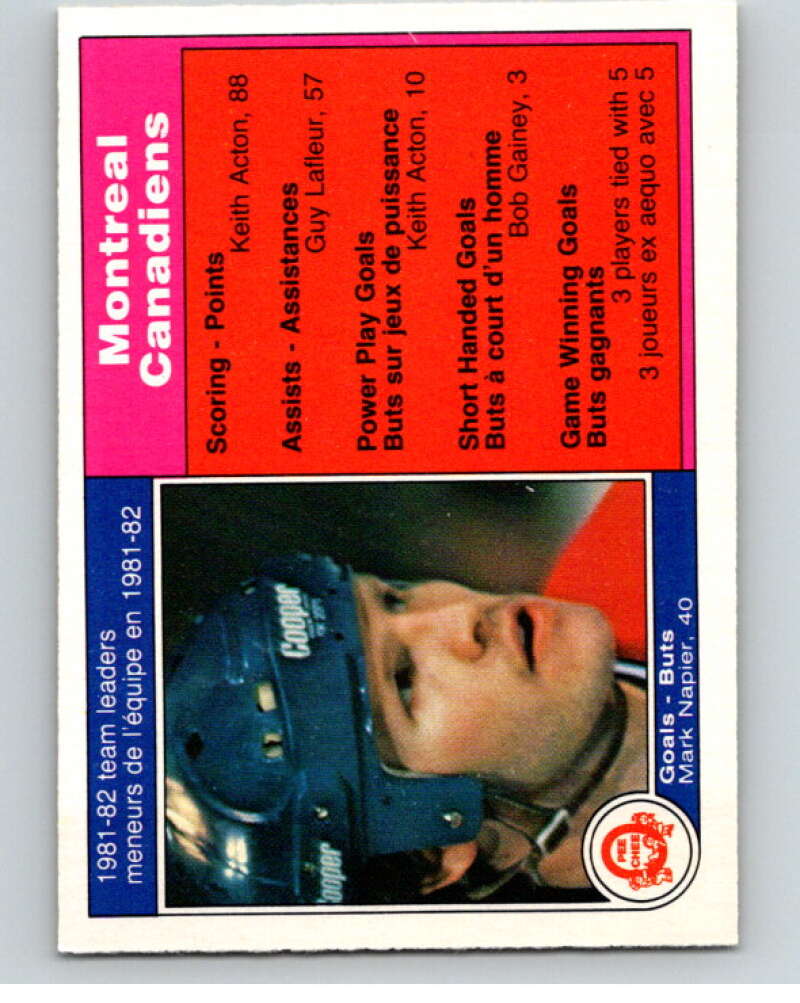 1981-82 team leaders
meneurs de l'équipe en 1981-82
Montreal
Canadiens
Scoring - Points
Keith Acton, 88
Assists - Assistances
Guy Lafleur, 57
Power Play Goals
Buts sur jeux de puissance
Keith Acton, 10
Short Handed Goals
Buts à court d'un homme
Bob Gainey, 3
Game Winning Goals
Buts gagnants
3 players tied with 5
3 joueurs ex aequo avec 5
Cooper
ooper
O
PEE
CHEE
Goals - Buts
Mark Napier, 40